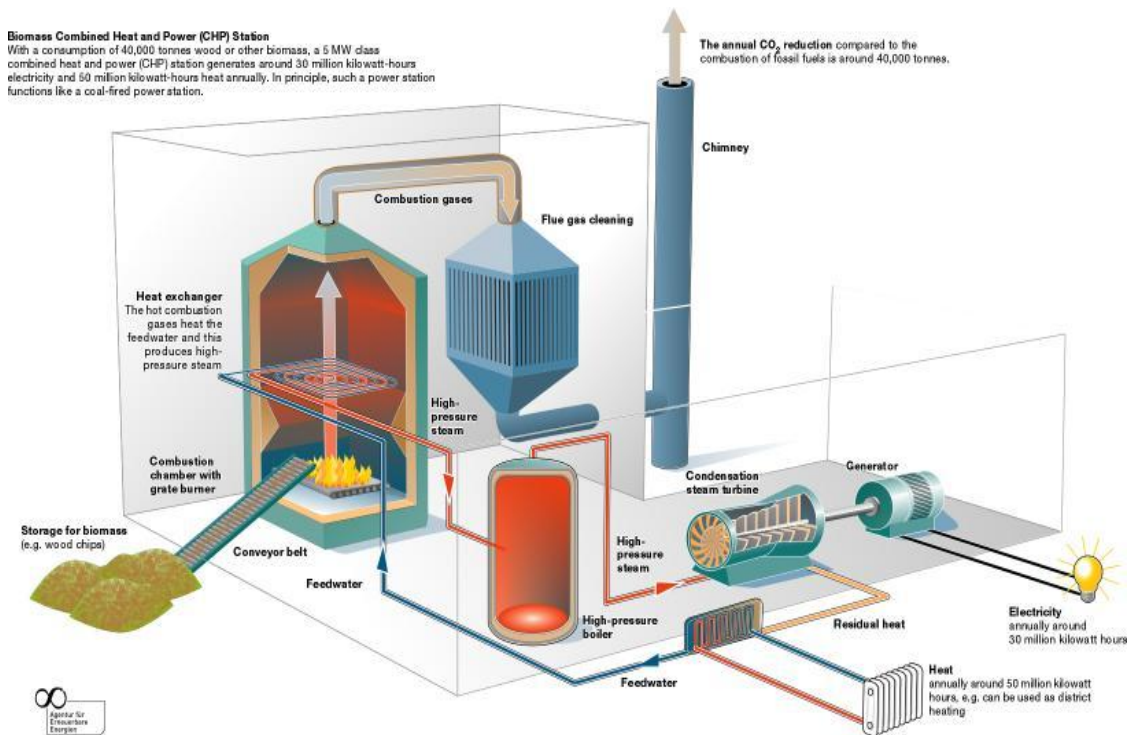 Biomass Combined Heat and Power (CHP) Station
With a consumption of 40,000 tonnes wood or other biomass, a 5 MW class
combined heat and power (CHP) station generates around 30 million kilowatt-hours
electricity and 50 million kilowatt-hours heat annually. In principle, such a power station
functions like a coal-fired power station.
The annual CO2 reduction compared to the
combustion of fossil fuels is around 40,000 tonnes.
Chimney
Combustion gases
Flue gas cleaning
Heat exchanger
The hot combustion
gases heat the
feedwater and this
produces high-
pressure steam
High-
pressure
steam
Combustion
chamber with
grate burner
Condensation
steam turbine
Generator
Storage for biomass
(e.g. wood chips)
Conveyor belt
Feedwater
High-
pressure
steam
High-pressure
boiler
Residual heat
Electricity
annually around
30 million kilowatt hours
Feedwater
Heat
annually around 50 million kilowatt
hours, e.g. can be used as district
heating
Agentur für
Erneuerbare
Energien